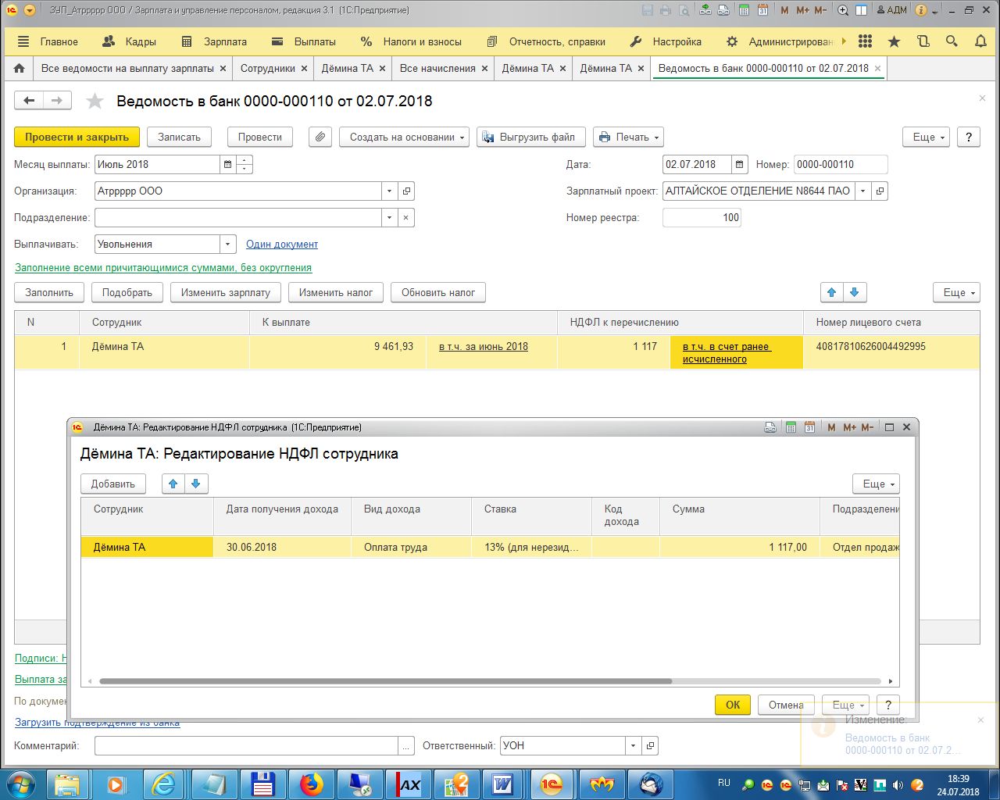 ЗУП_Атррррр ООО / Зарплата и управление персоналом, редакция 3.1 (1С:Предприятие)
M M+ M- АДМ
Главное Кадры Зарплата Выплаты % Налоги и взносы Отчетность, справки Настройка Администрирован
Все ведомости на выплату зарплаты × Сотрудники × Дёмина ТА × Все начисления × Дёмина ТА × Дёмина ТА × Ведомость в банк 0000-000110 от 02.07.2018 ×
Ведомость в банк 0000-000110 от 02.07.2018
Провести и закрыть Записать Провести Создать на основании Выгрузить файл Печать Еще ?
Месяц выплаты: Июль 2018 Дата: 02.07.2018 Номер: 0000-000110
Организация: Атррррр ООО Зарплатный проект: АЛТАЙСКОЕ ОТДЕЛЕНИЕ N8644 ПАО
Подразделение: Номер реестра: 100
Выплачивать: Увольнения Один документ
Заполнение всеми причитающимися суммами, без округления
Заполнить Подобрать Изменить зарплату Изменить налог Обновить налог Еще
N Сотрудник К выплате НДФЛ к перечислению Номер лицевого счета
1 Дёмина ТА 9 461,93 в т.ч. за июнь 2018 1 117 в т.ч. в счет ранее исчисленного 40817810626004492995
Дёмина ТА: Редактирование НДФЛ сотрудника (1С:Предприятие)
M M+ M-
Дёмина ТА: Редактирование НДФЛ сотрудника
Добавить Еще
Сотрудник Дата получения дохода Вид дохода Ставка Код дохода Сумма Подразделени
Дёмина ТА 30.06.2018 Оплата труда 13% (для нерезид... 1 117,00 Отдел продаж
Подписи: Н
Выплата за
По докумен
ОК Отмена Еще ?
Загрузить подтверждение из банка
Изменение:
Ведомость в банк
0000-000110 от 02.07.2...
Комментарий: ... Ответственный: УОН
RU
18:39
24.07.2018